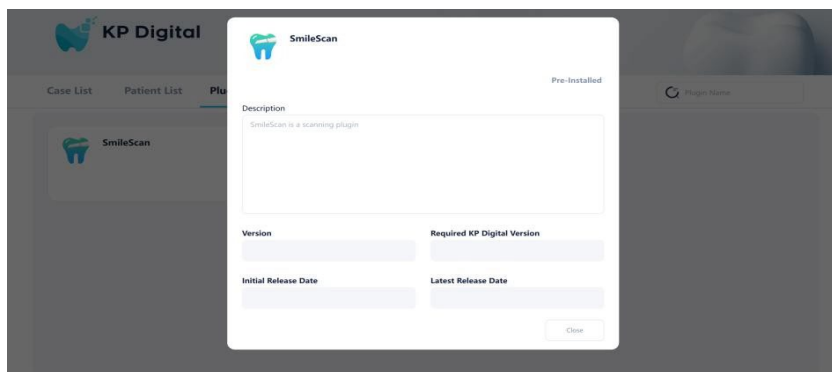 KP Digital
SmileScan
Pre-Installed
Case List Patient List Plu
Plugin Name
Description
SmileScan is a scanning plugin
SmileScan
Version Required KP Digital Version
Initial Release Date Latest Release Date
Close